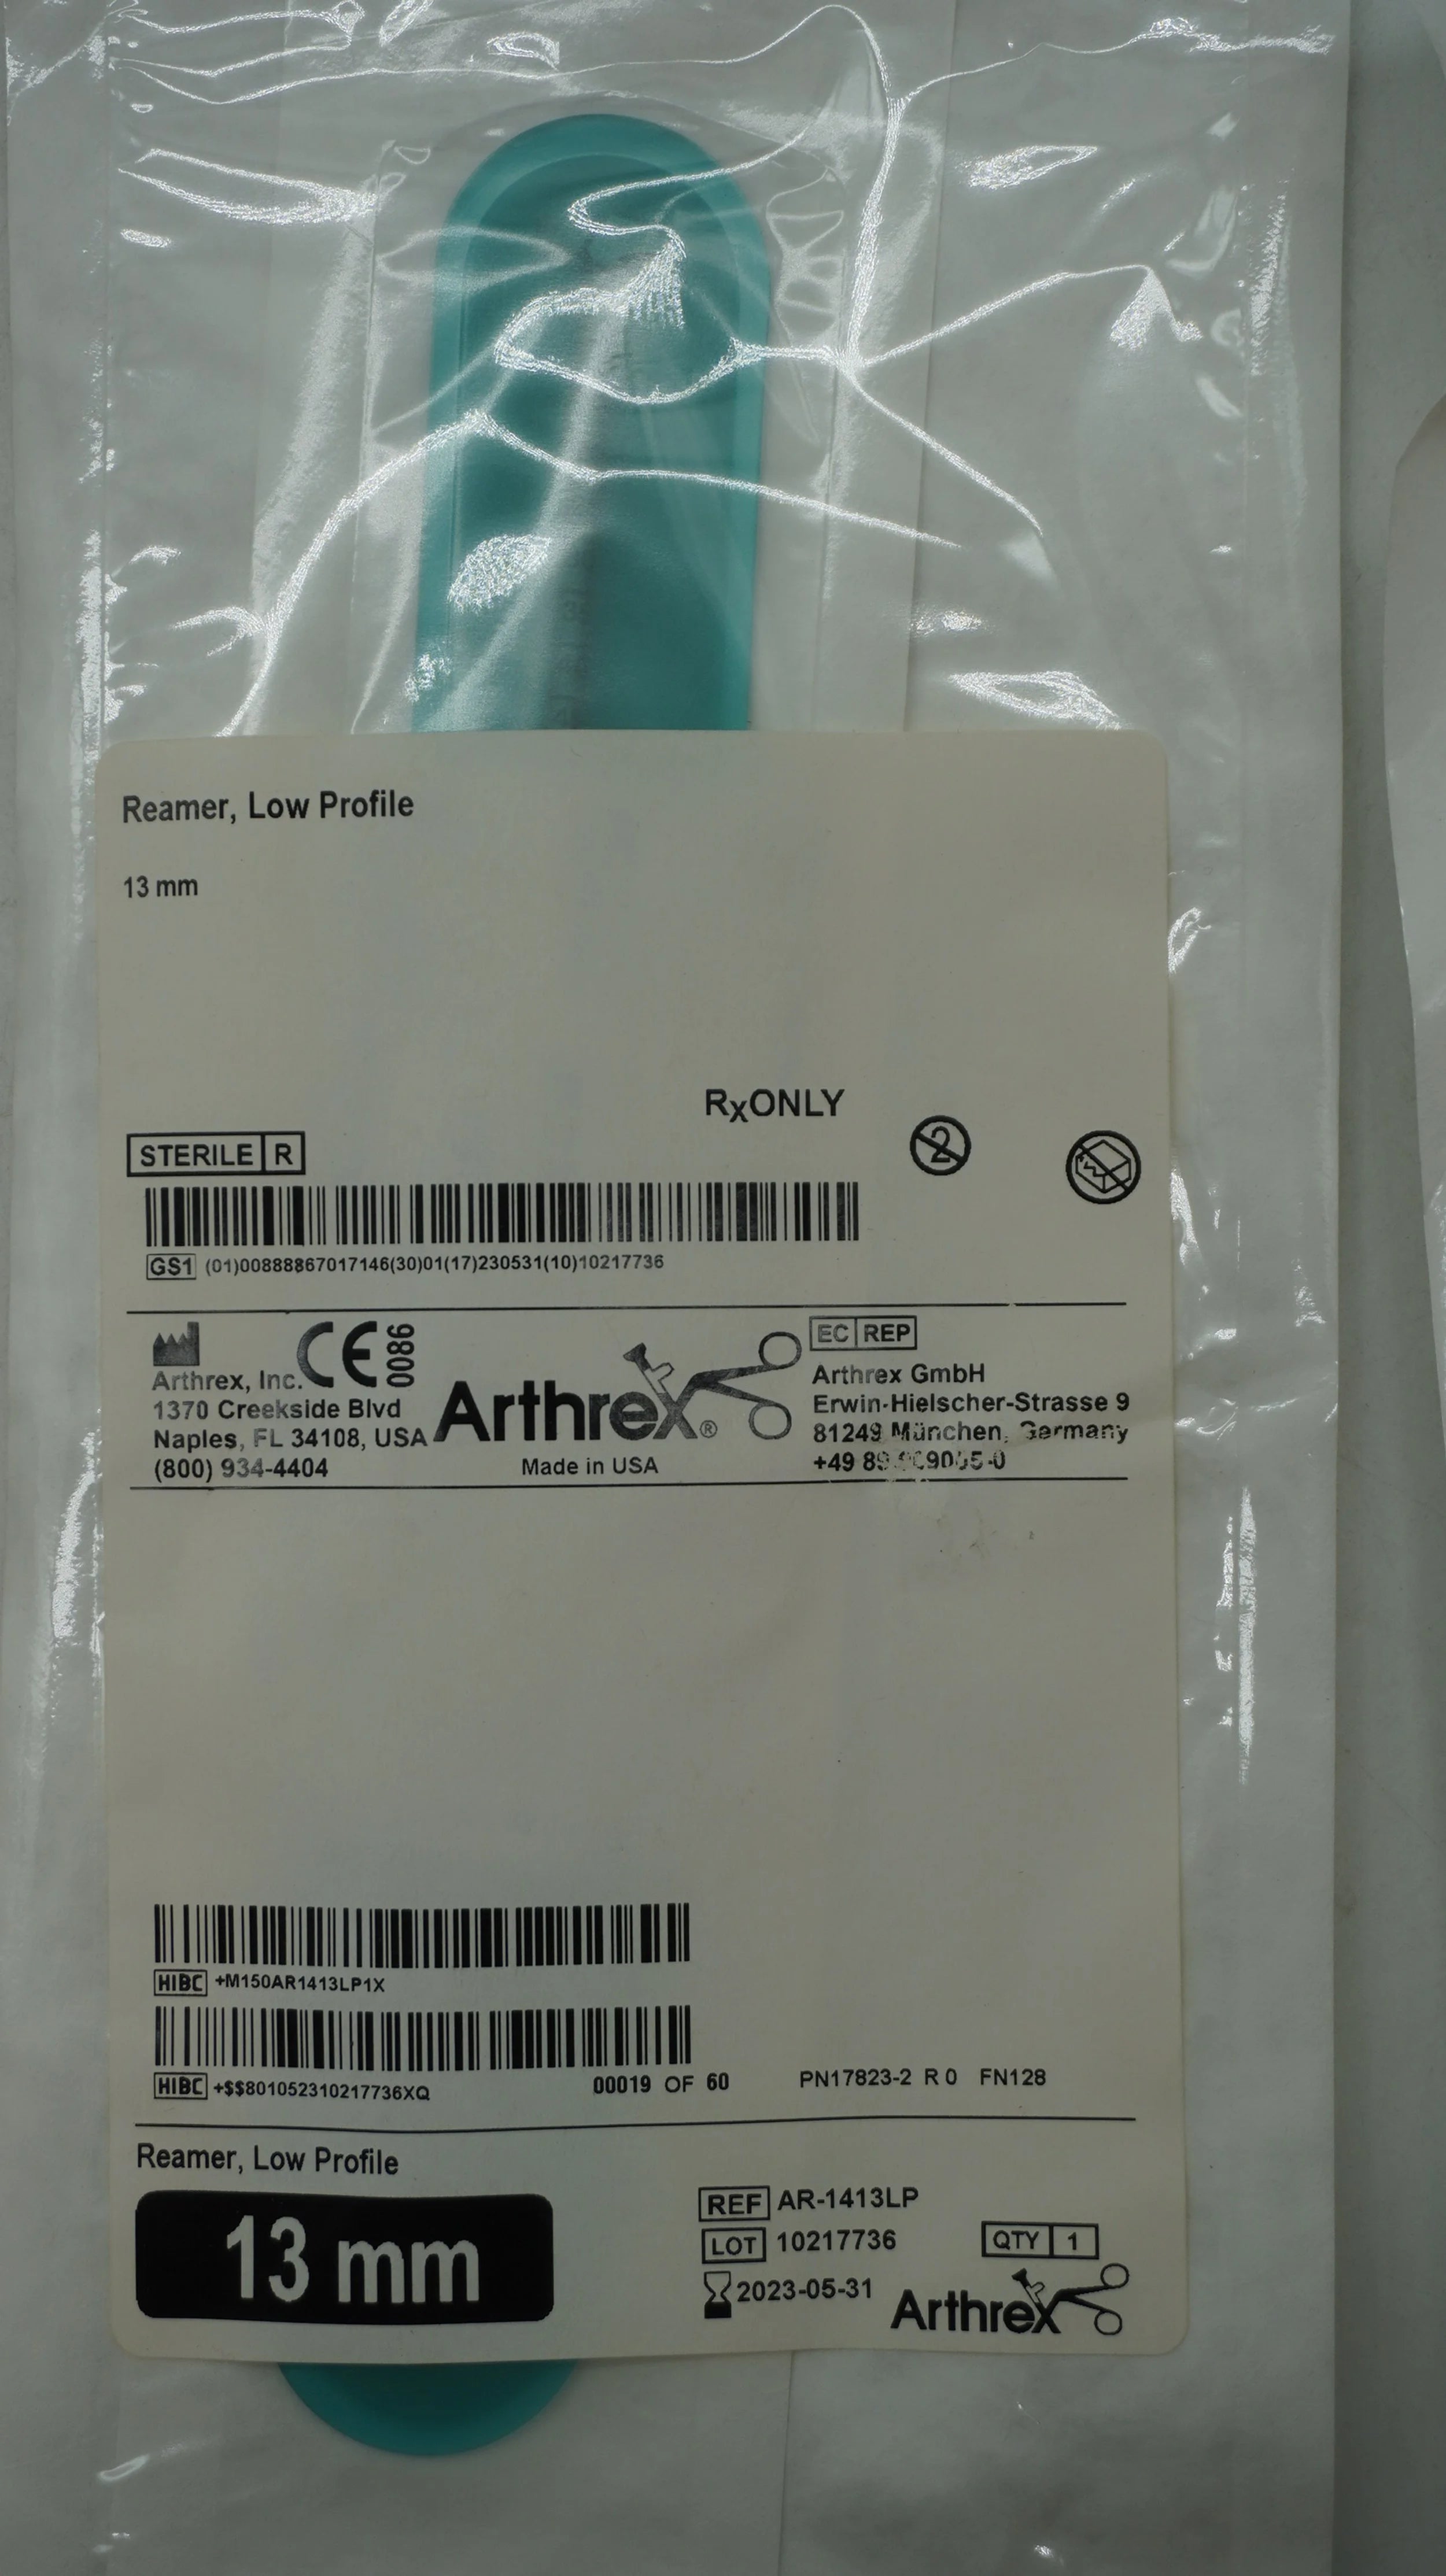 Reamer, Low Profile
13 mm
RxONLY
STERILE R
2
GS1 (01)00888867017146(30)01(17)230531(10)10217736
CE 0086
Arthrex, Inc.
1370 Creekside Blvd
Naples, FL 34108, USA
(800) 934-4404
Arthrex®
Made in USA
EC REP
Arthrex GmbH
Erwin-Hielscher-Strasse 9
81249 München, Germany
+49 89
HIBC +M150AR1413LP1X
HIBC +$$801052310217736XQ
00019 OF 60
PN17823-2 R 0 FN128
Reamer, Low Profile
13 mm
REF AR-1413LP
LOT 10217736
QTY 1
2023-05-31
Arthrex